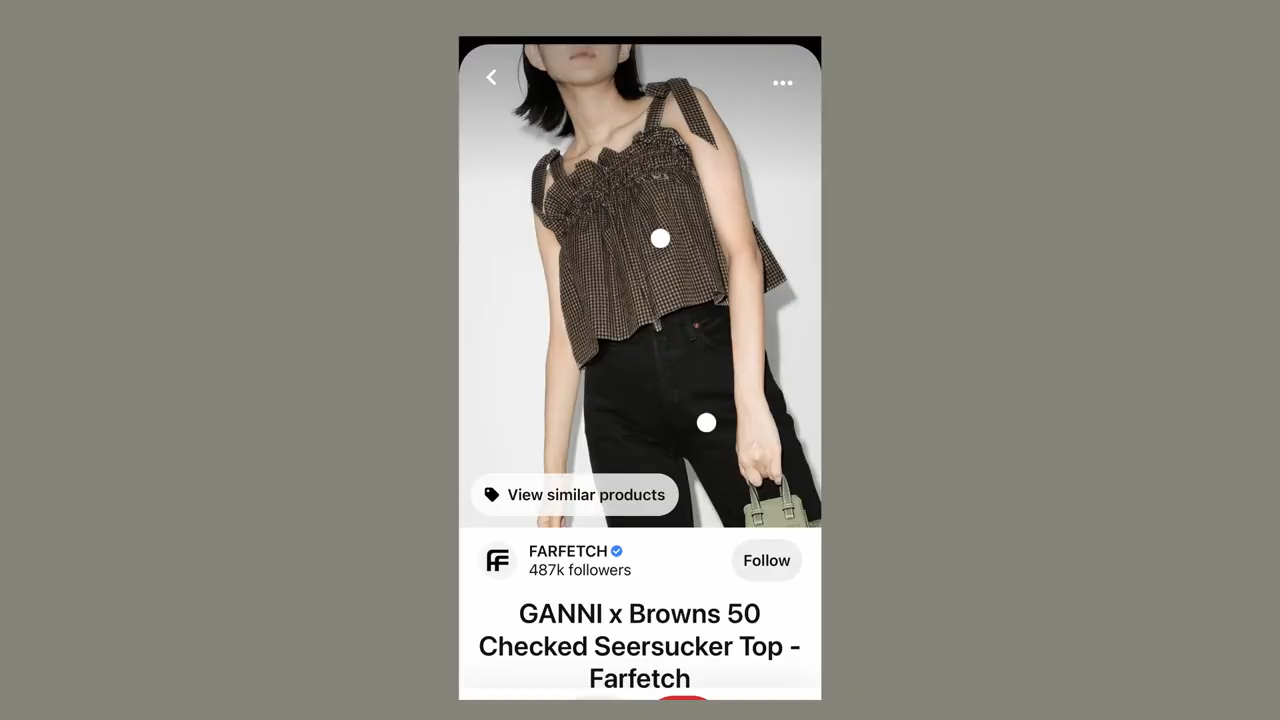 View similar products
FARFETCH
487k followers
Follow
GANNI x Browns 50
Checked Seersucker Top -
Farfetch